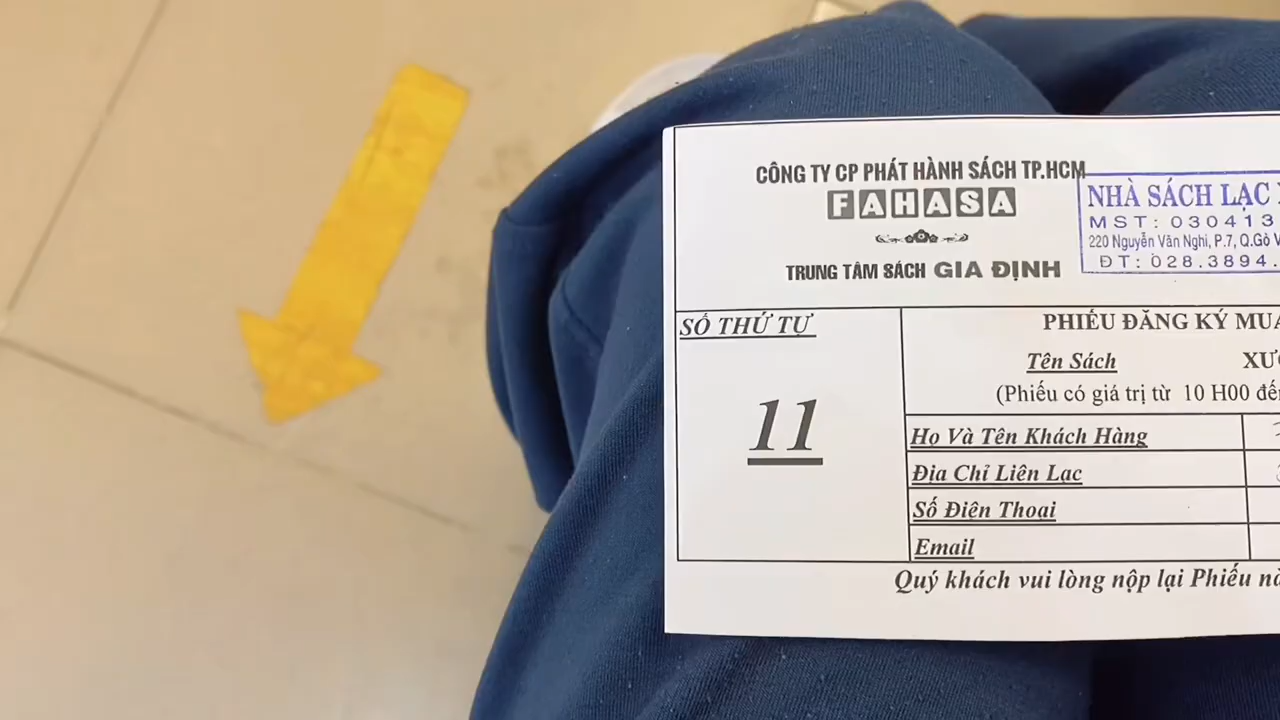 CÔNG TY CP PHÁT HÀNH SÁCH TP.HCM
FAHASA
TRUNG TÂM SÁCH GIA ĐỊNH
NHÀ SÁCH LẠC
MST: 030413
220 Nguyễn Văn Nghi, P.7, Q.Gò
ĐT: 028.3894.
SỐ THỨ TỰ
11
PHIẾU ĐĂNG KÝ MUA
Tên Sách
(Phiếu có giá trị từ 10 H00 đến
Họ Và Tên Khách Hàng
Địa Chỉ Liên Lạc
Số Điện Thoại
Email
Quý khách vui lòng nộp lại Phiếu